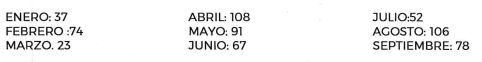 ENERO: 37
FEBRERO :74
MARZO. 23
ABRIL: 108
MAYO: 91
JUNIO: 67
JULIO:52
AGOSTO: 106
SEPTIEMBRE: 78